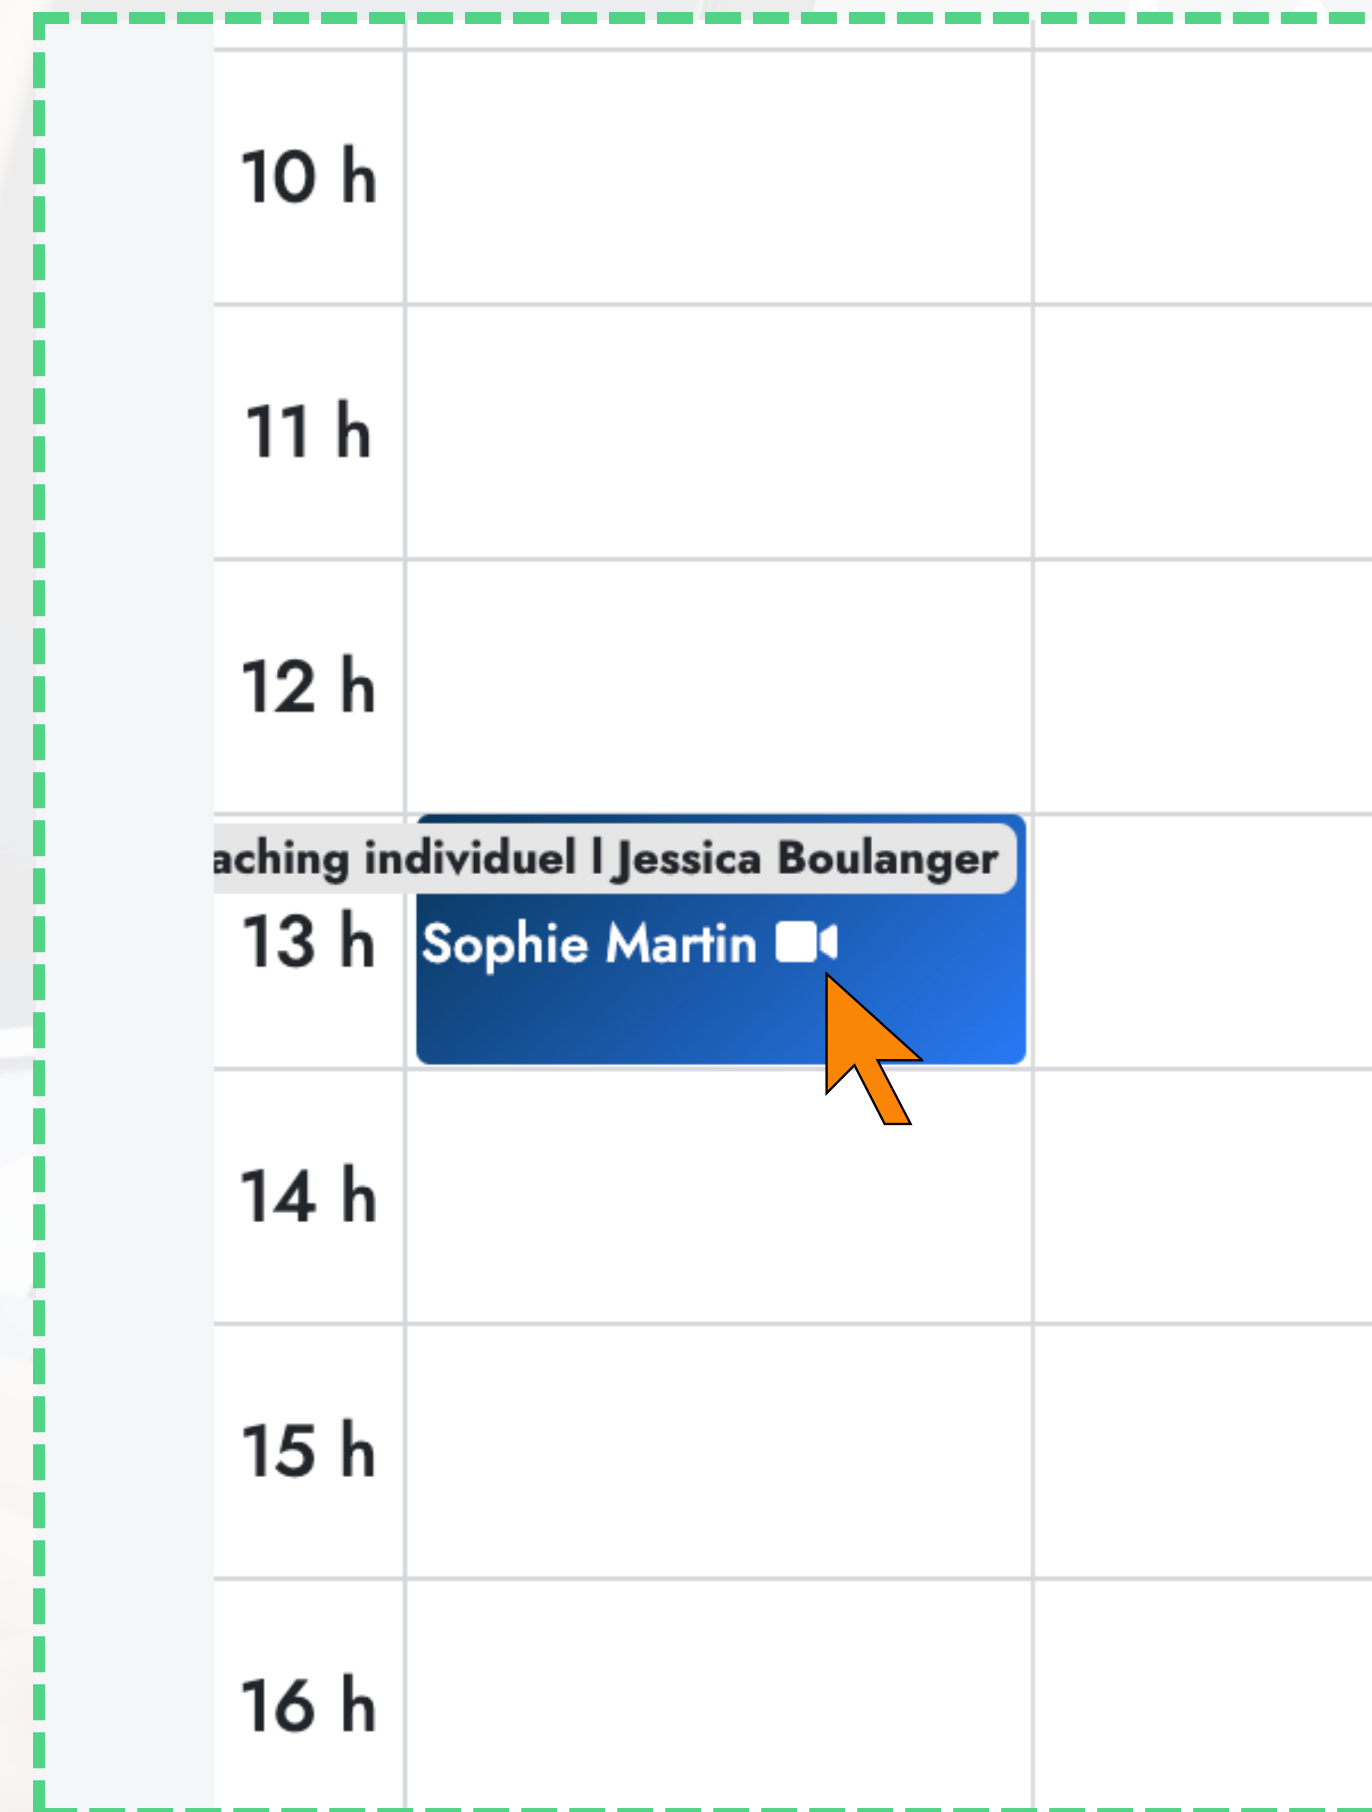 10 h
11 h
12 h
aching individuel l Jessica Boulanger
13 h
Sophie Martin
14 h
15 h
16 h